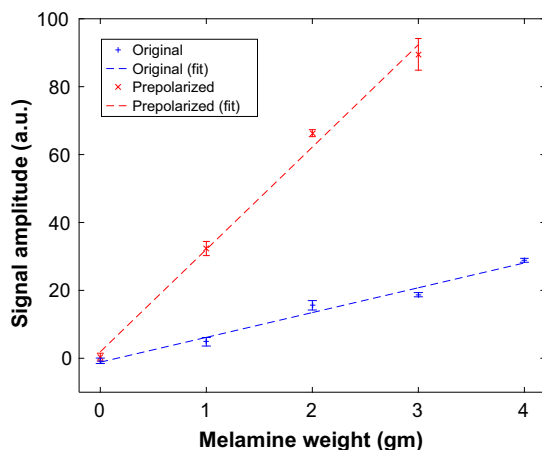 100
80
60
40
20
0
Signal amplitude (a.u.)
Original
Original (fit)
Prepolarized
Prepolarized (fit)
0 1 2 3 4
Melamine weight (gm)